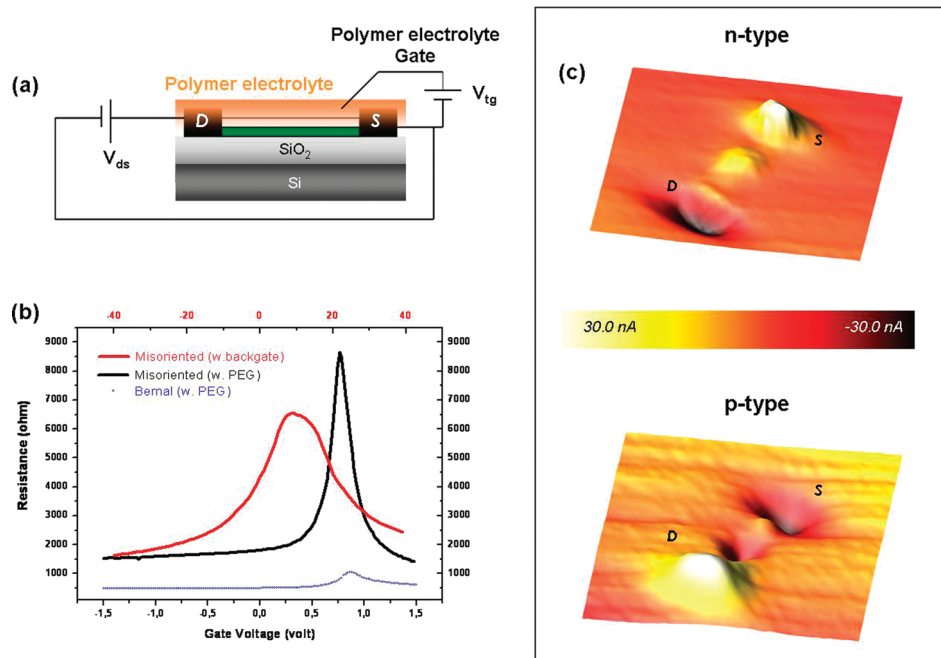 (a)
Polymer electrolyte
Gate
Polymer electrolyte
V_tg
D
S
V_ds
SiO₂
Si
(b)
-40 -20 0 20 40
9000 9000
8000 8000
7000 7000
6000 6000
5000 5000
4000 4000
3000 3000
2000 2000
1000 1000
Misoriented (w.backgate)
Misoriented (w. PEG)
Bernal (w. PEG)
Resistance (ohm)
-1,5 -1,0 -0,5 0,0 0,5 1,0 1,5
Gate Voltage (volt)
n-type
(c)
S
D
30.0 nA -30.0 nA
p-type
S
D